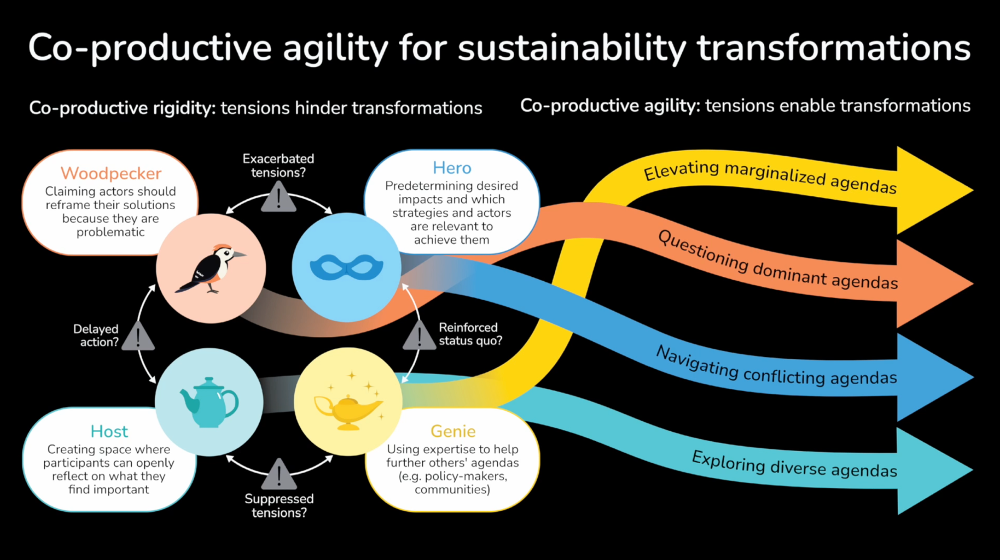 Co-productive agility for sustainability transformations
Co-productive rigidity: tensions hinder transformations
Co-productive agility: tensions enable transformations
Woodpecker
Claiming actors should
reframe their solutions
because they are
problematic
Exacerbated
tensions?
Hero
Predetermining desired
impacts and which
strategies and actors
are relevant to
achieve them
Delayed
action?
Reinforced
status quo?
Host
Creating space where
participants can openly
reflect on what they
find important
Suppressed
tensions?
Genie
Using expertise to help
further others' agendas
(e.g. policy-makers,
communities)
Elevating marginalized agendas
Questioning dominant agendas
Navigating conflicting agendas
Exploring diverse agendas